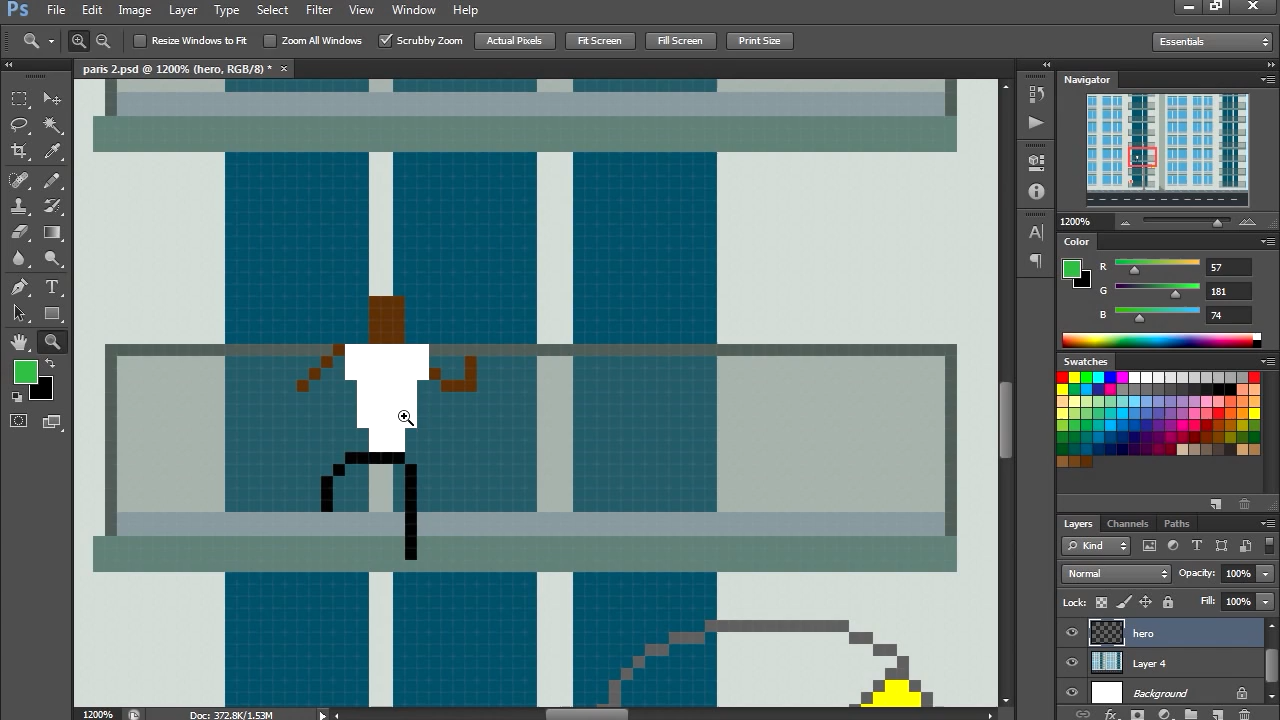 Ps File Edit Image Layer Type Select Filter View Window Help
Resize Windows to Fit Zoom All Windows Scrubby Zoom Actual Pixels Fit Screen Fill Screen Print Size Essentials
paris 2.psd @ 1200% (hero, RGB/8) *
Navigator
1200%
Color
R 57
G 181
B 74
Swatches
Layers Channels Paths
Kind
Normal Opacity: 100%
Lock: Fill: 100%
hero
Layer 4
Background
fx
1200% Doc: 372.8K/1.53M